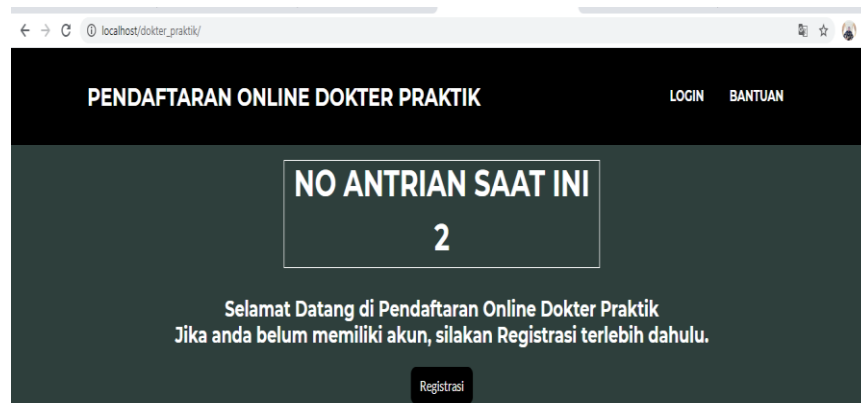 localhost/dokter_praktik/
PENDAFTARAN ONLINE DOKTER PRAKTIK
LOGIN BANTUAN
NO ANTRIAN SAAT INI
2
Selamat Datang di Pendaftaran Online Dokter Praktik
Jika anda belum memiliki akun, silakan Registrasi terlebih dahulu.
Registrasi